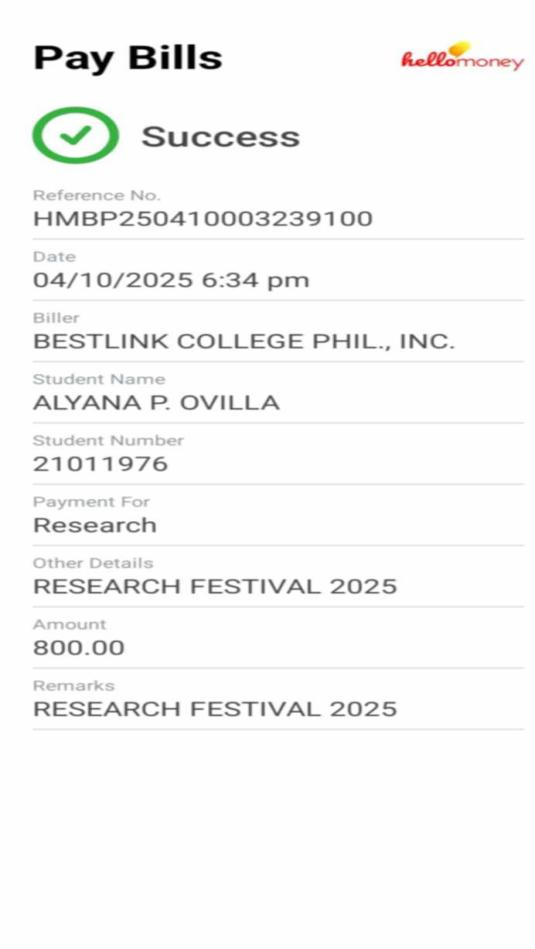 Pay Bills
hellomoney
Success
Reference No.
HMBP250410003239100
Date
04/10/2025 6:34 pm
Biller
BESTLINK COLLEGE PHIL., INC.
Student Name
ALYANA P. OVILLA
Student Number
21011976
Payment For
Research
Other Details
RESEARCH FESTIVAL 2025
Amount
800.00
Remarks
RESEARCH FESTIVAL 2025